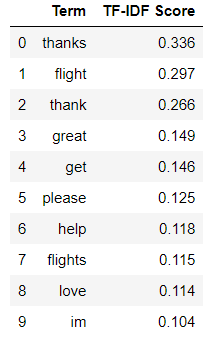 Term TF-IDF Score
0 thanks 0.336
1 flight 0.297
2 thank 0.266
3 great 0.149
4 get 0.146
5 please 0.125
6 help 0.118
7 flights 0.115
8 love 0.114
9 im 0.104